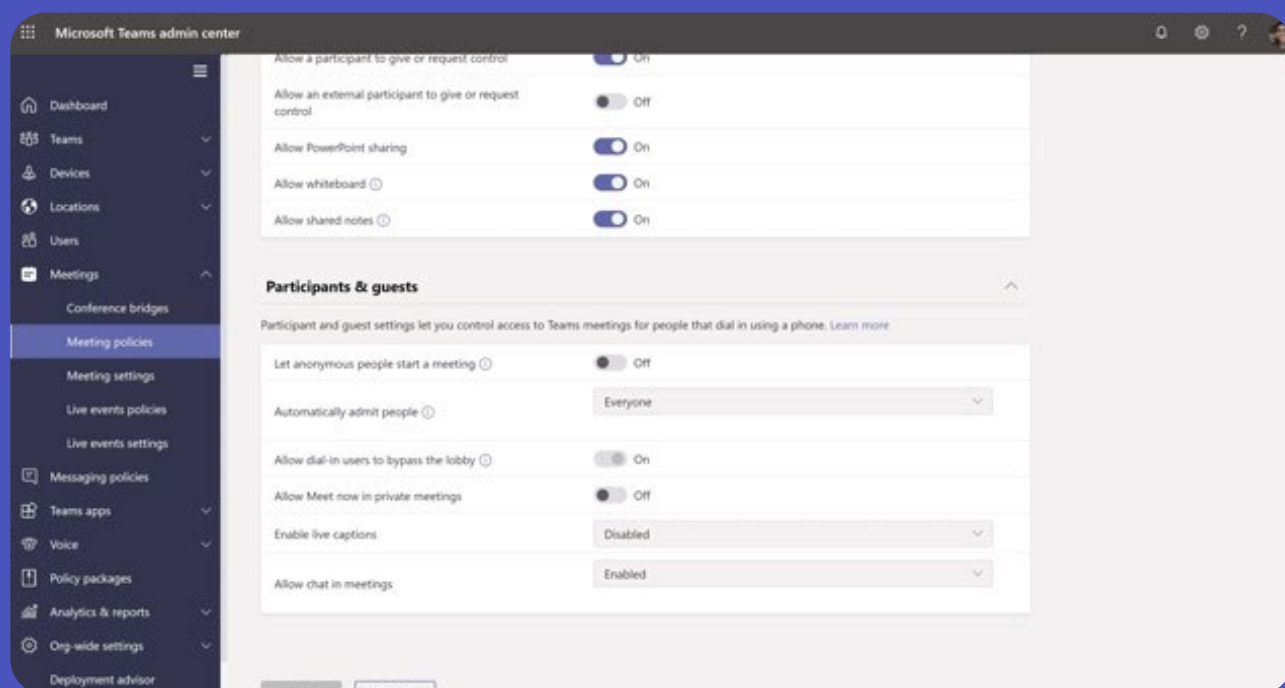 Microsoft Teams admin center
?
Dashboard
Teams
Devices
Locations
Users
Meetings
Conference bridges
Meeting policies
Meeting settings
Live events policies
Live events settings
Messaging policies
Teams apps
Voice
Policy packages
Analytics & reports
Org-wide settings
Deployment advisor
Allow a participant to give or request control On
Allow an external participant to give or request
control
Off
Allow PowerPoint sharing On
Allow whiteboard On
Allow shared notes On
Participants & guests
Participant and guest settings let you control access to Teams meetings for people that dial in using a phone. Learn more
Let anonymous people start a meeting Off
Automatically admit people Everyone
Allow dial-in users to bypass the lobby On
Allow Meet now in private meetings Off
Enable live captions Disabled
Allow chat in meetings Enabled